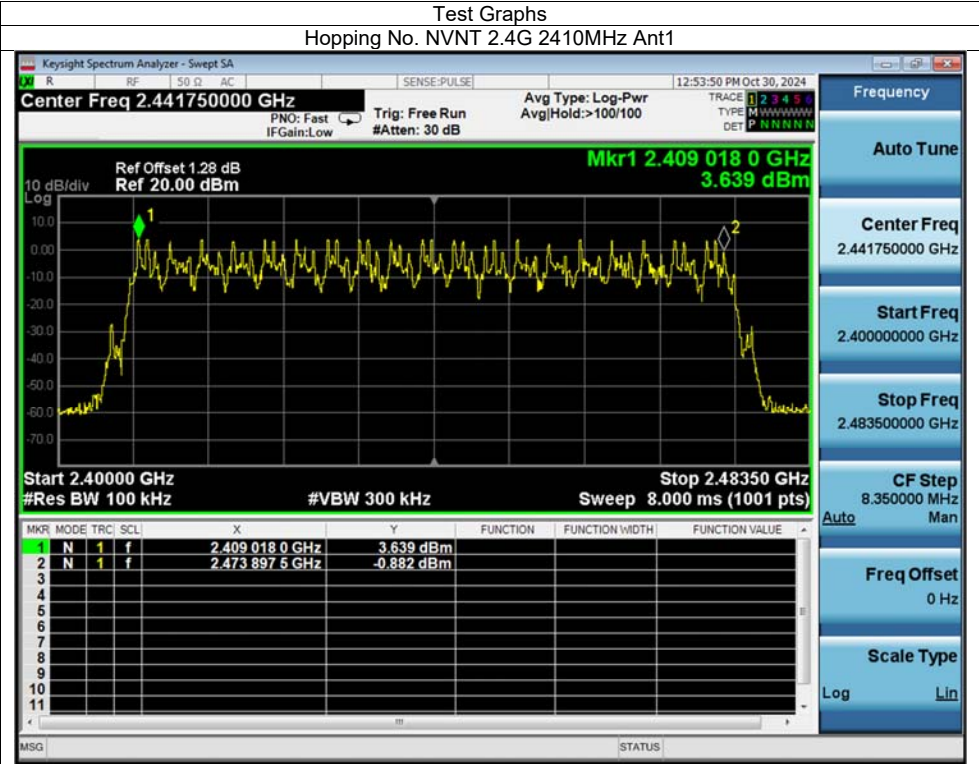 Test Graphs
Hopping No. NVNT 2.4G 2410MHz Ant1
Keysight Spectrum Analyzer - Swept SA
LXI R RF 50 Ω AC SENSE:PULSE 12:53:50 PM Oct 30, 2024
Center Freq 2.441750000 GHz
PNO: Fast
IFGain:Low
Trig: Free Run
#Atten: 30 dB
Avg Type: Log-Pwr
Avg|Hold:>100/100
TRACE 1 2 3 4 5 6
TYPE M WWWWW
DET P N N N N N
Mkr1 2.409 018 0 GHz
3.639 dBm
Ref Offset 1.28 dB
10 dB/div Ref 20.00 dBm
Log
1
2
10.0
0.00
-10.0
-20.0
-30.0
-40.0
-50.0
-60.0
-70.0
Start 2.40000 GHz Stop 2.48350 GHz
#Res BW 100 kHz #VBW 300 kHz Sweep 8.000 ms (1001 pts)
MKR MODE TRC SCL X Y FUNCTION FUNCTION WIDTH FUNCTION VALUE
1 N 1 f 2.409 018 0 GHz 3.639 dBm
2 N 1 f 2.473 897 5 GHz -0.882 dBm
3
4
5
6
7
8
9
10
11
MSG STATUS
Frequency
Auto Tune
Center Freq
2.441750000 GHz
Start Freq
2.400000000 GHz
Stop Freq
2.483500000 GHz
CF Step
8.350000 MHz
Auto Man
Freq Offset
0 Hz
Scale Type
Log Lin